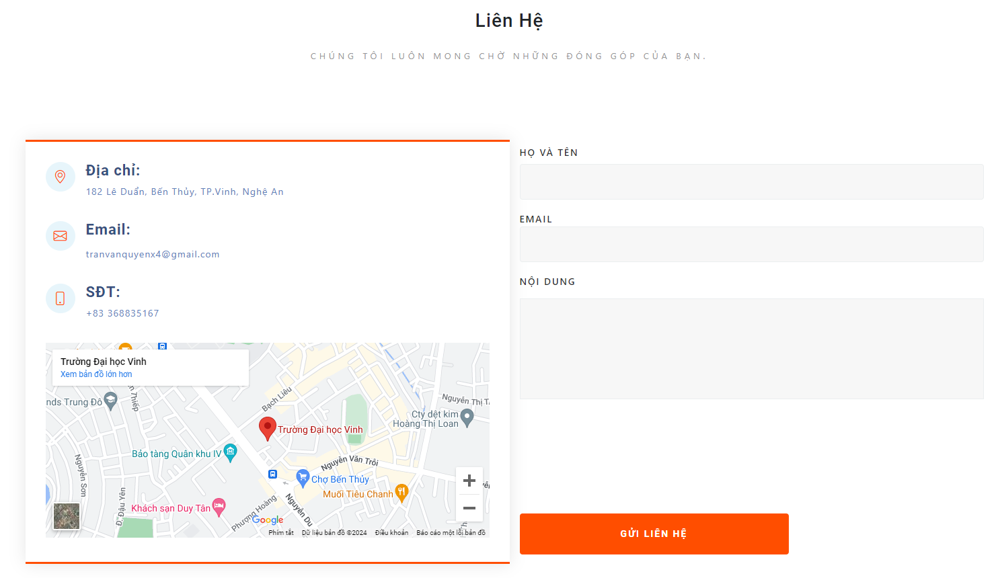 Liên Hệ
CHÚNG TÔI LUÔN MONG CHỜ NHỮNG ĐÓNG GÓP CỦA BẠN.
Địa chỉ:
182 Lê Duẩn, Bến Thủy, TP.Vinh, Nghệ An
Email:
tranvanquyenx4@gmail.com
SĐT:
+83 368835167
Trường Đại học Vinh
Xem bản đồ lớn hơn
nds Trung Đô
Thiếp
Bạch Liêu
Nguyễn Thị
Cty dệt kim
Hoàng Thị Loan
Trường Đại học Vinh
Bảo tàng Quân khu IV
Nguyễn Văn Trỗi
Nguyễn Sơn
Chợ Bến Thủy
Muối Tiêu Chanh
Đ. Đậu Yên
Khách sạn Duy Tân
Phượng Hoàng
Nguyễn Du
Google
Phím tắt Dữ liệu bản đồ ©2024 Điều khoản Báo cáo một lỗi bản đồ
HỌ VÀ TÊN
EMAIL
NỘI DUNG
GỬI LIÊN HỆ